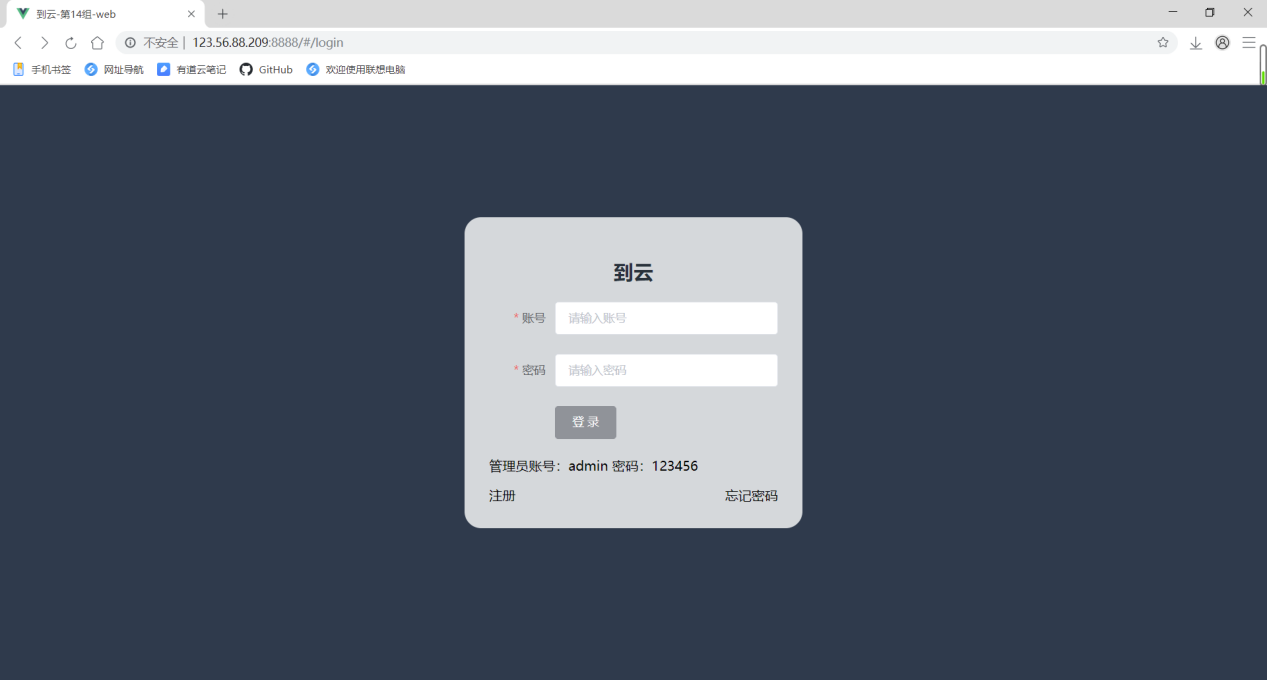 到云-第14组-web
不安全 | 123.56.88.209:8888/#/login
手机书签 网址导航 有道云笔记 GitHub 欢迎使用联想电脑
到云
* 账号 请输入账号
* 密码 请输入密码
登 录
管理员账号：admin 密码：123456
注册 忘记密码